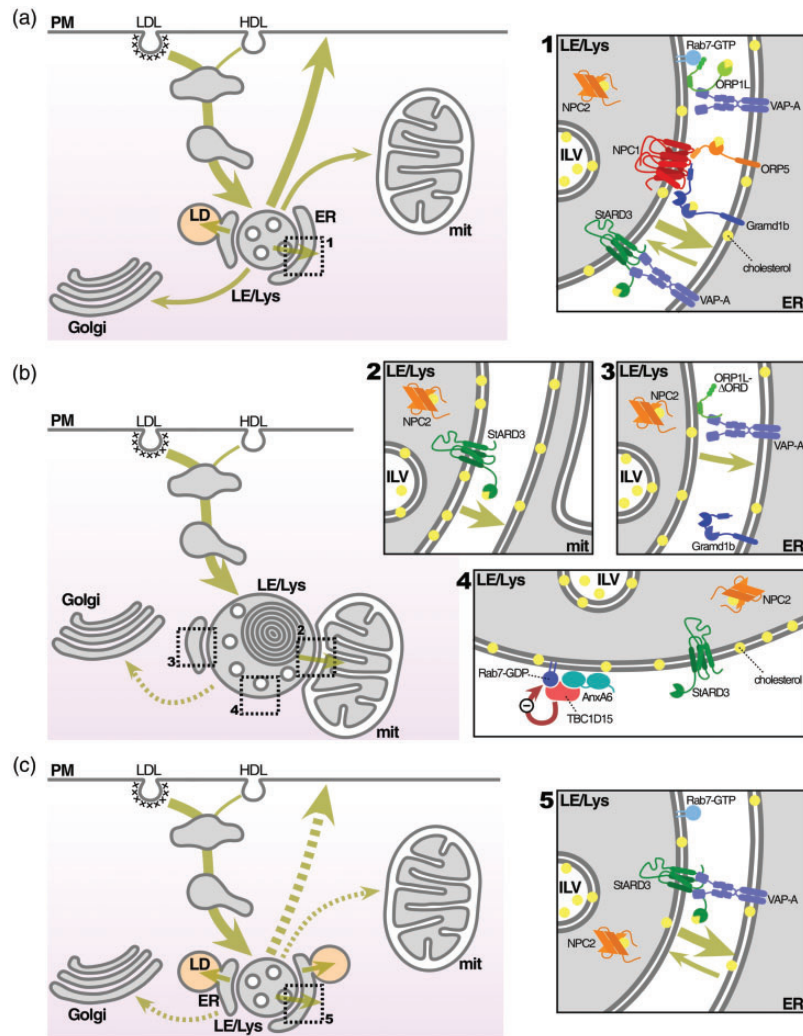 (a)
PM
LDL
HDL
LD
ER
1
mit
LE/Lys
Golgi
1
LE/Lys
Rab7-GTP
ORP1L
NPC2
VAP-A
ILV
NPC1
ORP5
StARD3
Gramd1b
cholesterol
VAP-A
ER
(b)
PM
LDL
HDL
LE/Lys
Golgi
2
3
4
mit
2
LE/Lys
NPC2
StARD3
ILV
mit
3
LE/Lys
ORP1L-
ΔORD
NPC2
VAP-A
ILV
Gramd1b
ER
4
LE/Lys
ILV
NPC2
Rab7-GDP
AnxA6
StARD3
cholesterol
TBC1D15
(c)
PM
LDL
HDL
LD
mit
Golgi
ER
LE/Lys
5
5
LE/Lys
Rab7-GTP
StARD3
ILV
VAP-A
NPC2
ER